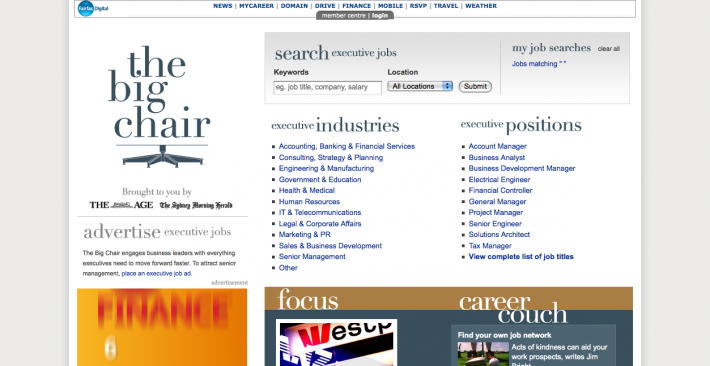 Fairfax Digital
NEWS | MYCAREER | DOMAIN | DRIVE | FINANCE | MOBILE | RSVP | TRAVEL | WEATHER
member centre | login
the
big
chair
Brought to you by
THE AGE The Sydney Morning Herald
advertise executive jobs
The Big Chair engages business leaders with everything
executives need to move forward faster. To attract senior
management, place an executive job ad.
advertisement
FINANCE
search executive jobs
Keywords
Location
eg. job title, company, salary
All Locations
Submit
my job searches clear all
Jobs matching " "
executive industries
Accounting, Banking & Financial Services
Consulting, Strategy & Planning
Engineering & Manufacturing
Government & Education
Health & Medical
Human Resources
IT & Telecommunications
Legal & Corporate Affairs
Marketing & PR
Sales & Business Development
Senior Management
Other
executive positions
Account Manager
Business Analyst
Business Development Manager
Electrical Engineer
Financial Controller
General Manager
Project Manager
Senior Engineer
Solutions Architect
Tax Manager
View complete list of job titles
focus
Westp
career
couch
Find your own job network
Acts of kindness can aid your
work prospects, writes Jim
Bright